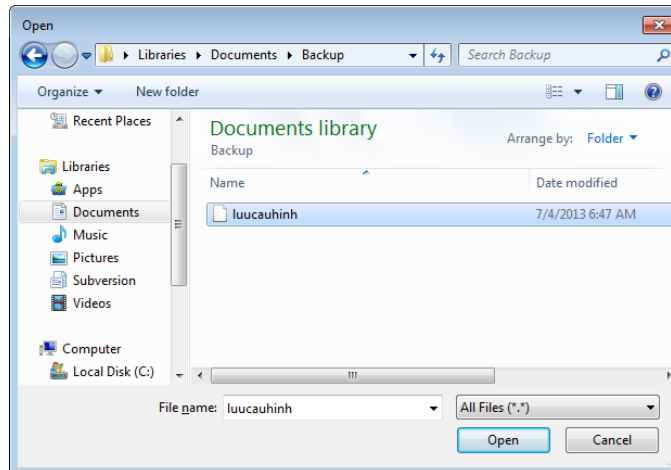 Open
Libraries Documents Backup Search Backup
Organize New folder
Recent Places
Libraries
Apps
Documents
Music
Pictures
Subversion
Videos
Computer
Local Disk (C:)
Documents library
Backup
Arrange by: Folder
Name Date modified
luucauhinh 7/4/2013 6:47 AM
File name: luucauhinh All Files (*.*)
Open Cancel